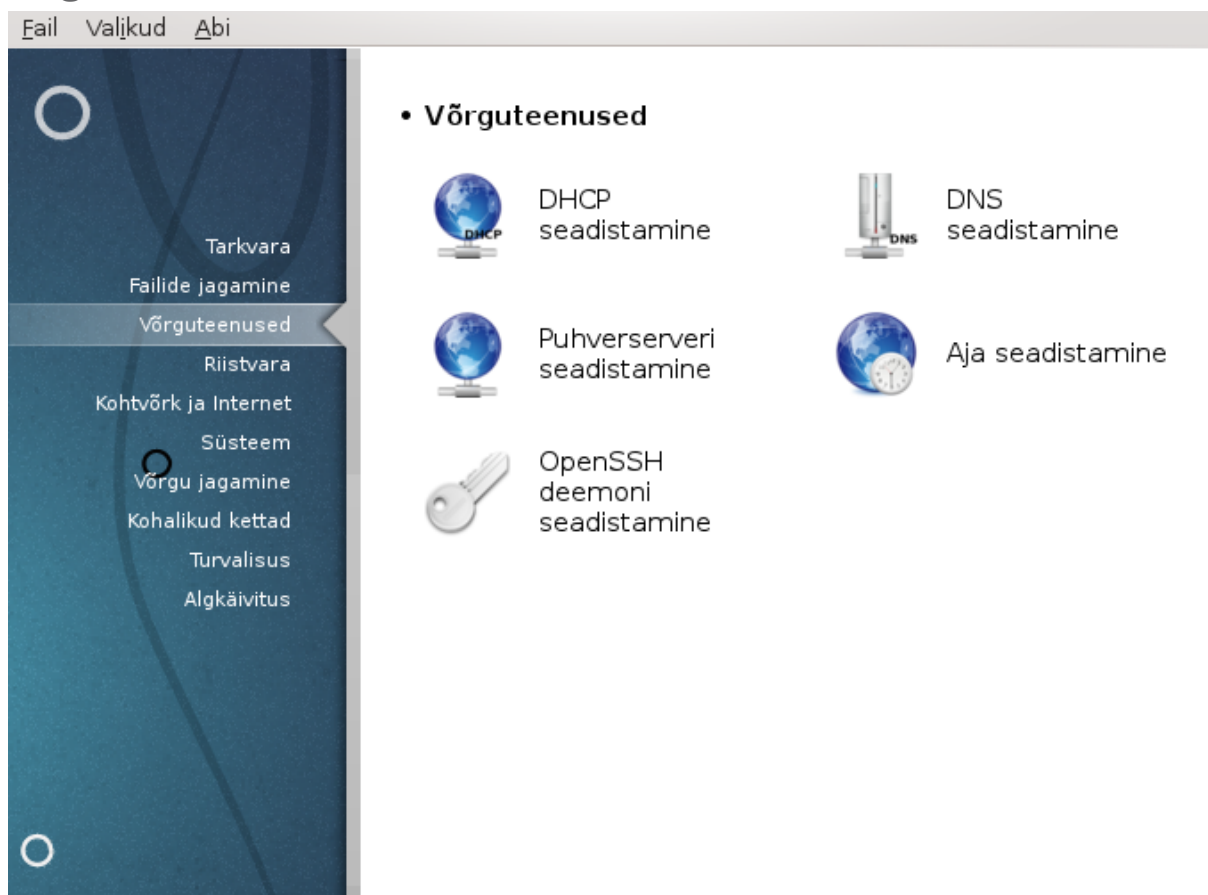 Fail Valikud Abi
Tarkvara
Failide jagamine
Võrguteenused
Riistvara
Kohtvõrk ja Internet
Süsteem
Võrgu jagamine
Kohalikud kettad
Turvalisus
Algkäivitus
• Võrguteenused
DHCP
DHCP
seadistamine
DNS
DNS
seadistamine
Puhverserveri
seadistamine
Aja seadistamine
OpenSSH
deemoni
seadistamine